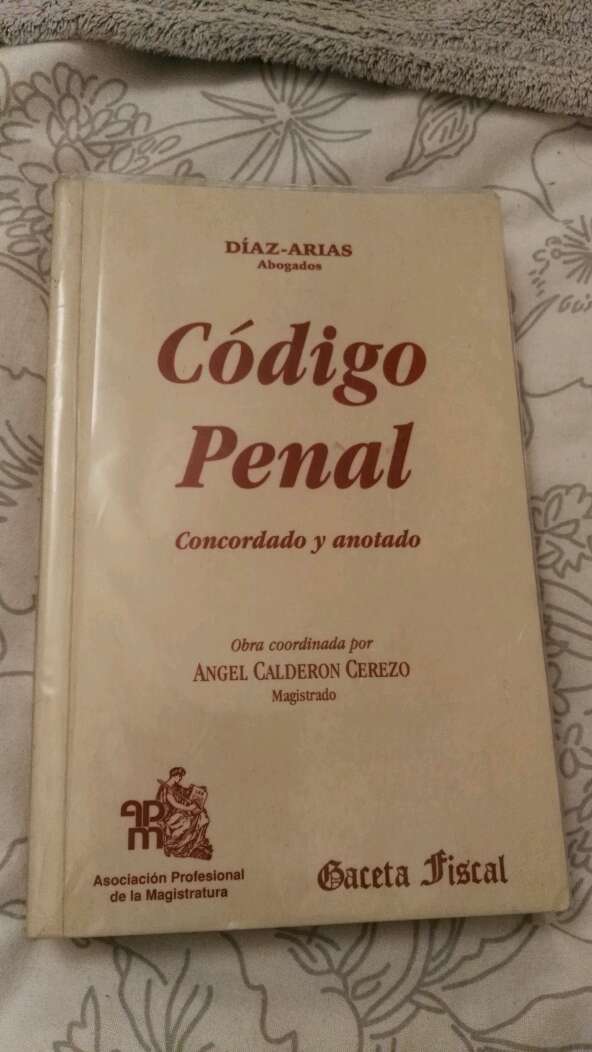 DÍAZ-ARIAS
Abogados
Código
Penal
Concordado y anotado
Obra coordinada por
ANGEL CALDERON CEREZO
Magistrado
APM
Asociación Profesional
de la Magistratura
Gaceta Fiscal